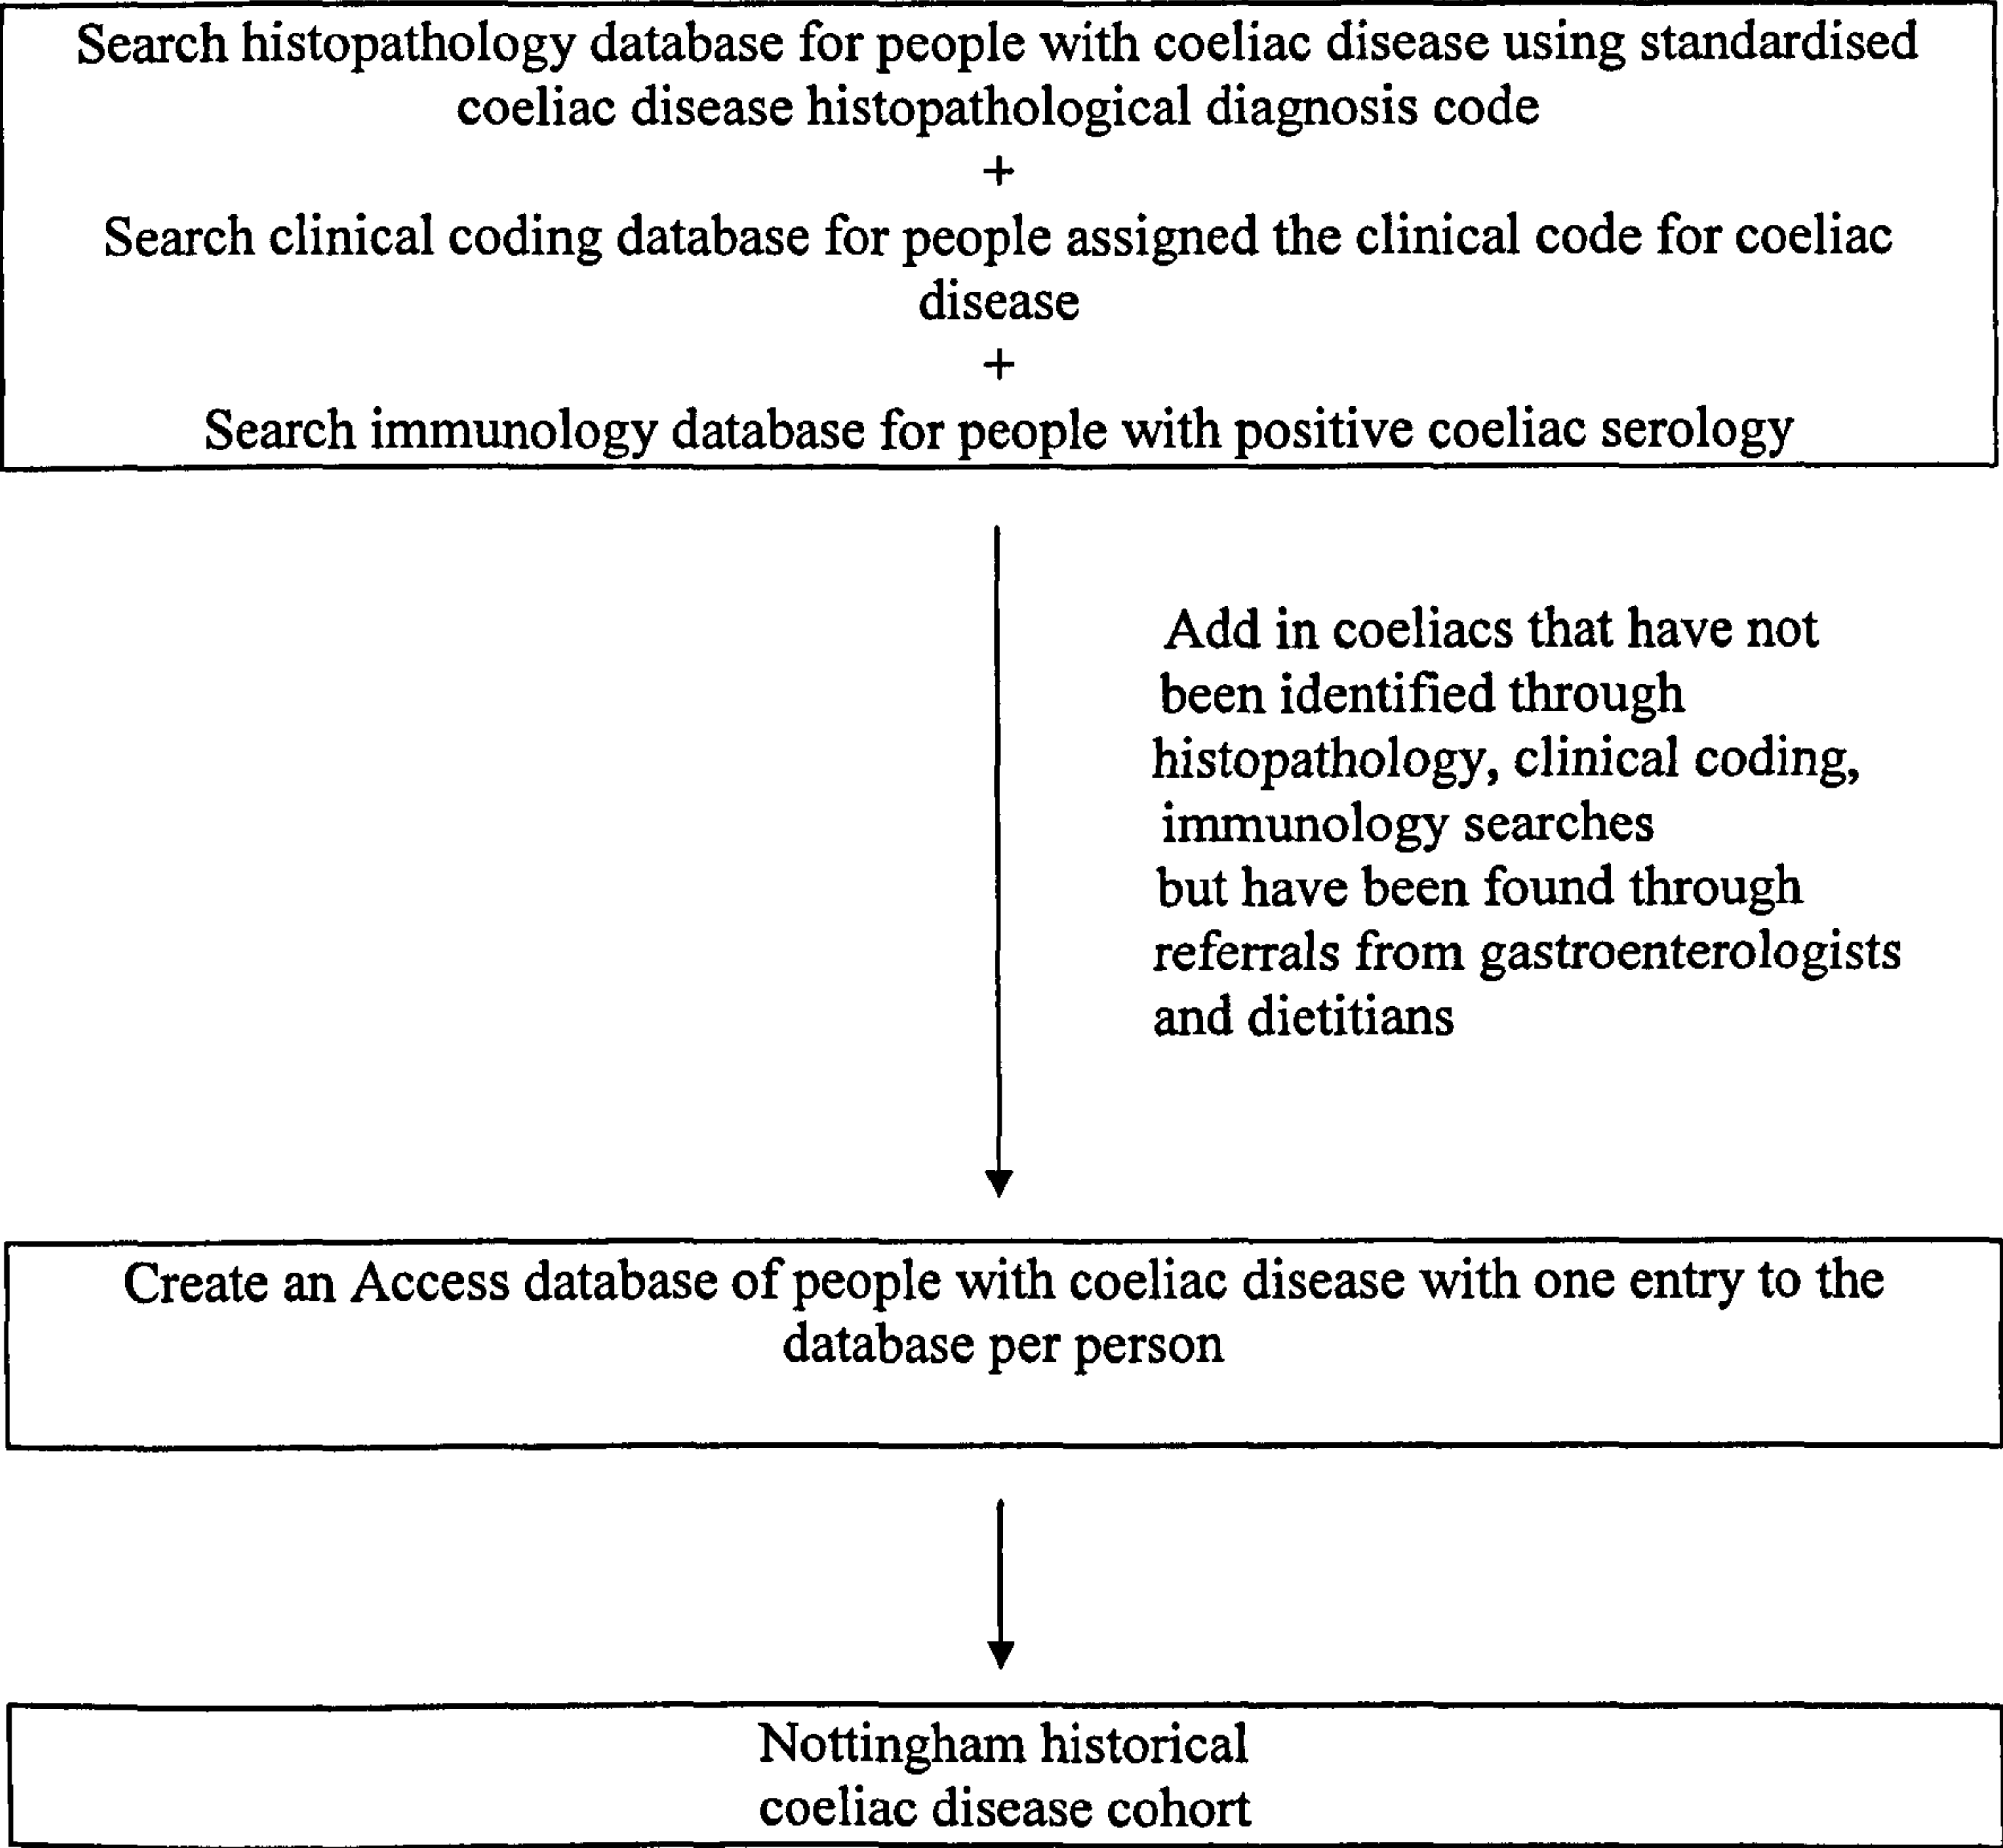 Search histopathology database for people with coeliac disease using standardised
coeliac disease histopathological diagnosis code
+
Search clinical coding database for people assigned the clinical code for coeliac
disease
+
Search immunology database for people with positive coeliac serology
Add in coeliacs that have not
been identified through
histopathology, clinical coding,
immunology searches
but have been found through
referrals from gastroenterologists
and dietitians
Create an Access database of people with coeliac disease with one entry to the
database per person
Nottingham historical
coeliac disease cohort